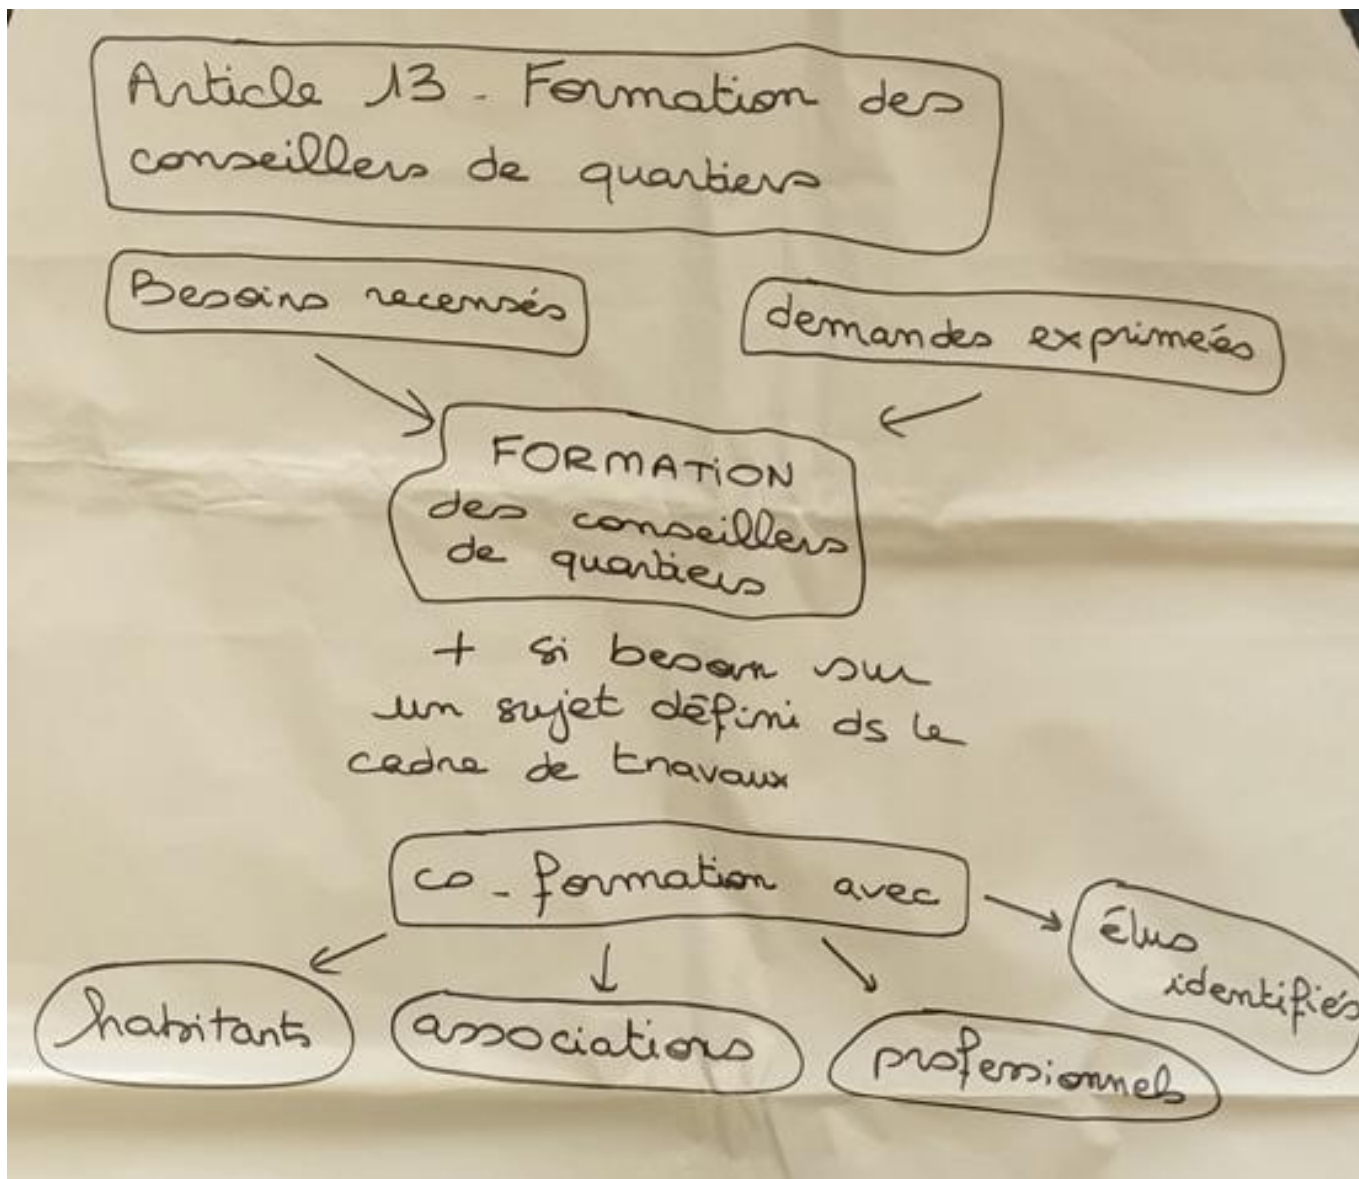 Article 13 - Formation des
conseillers de quartiers
Besoins recensés
demandes exprimeés
FORMATION
des conseillers
de quartiers
+ si besoin sur
un sujet défini ds le
cadre de travaux
co-formation avec
élus
identifiés
habitants
associations
professionnels